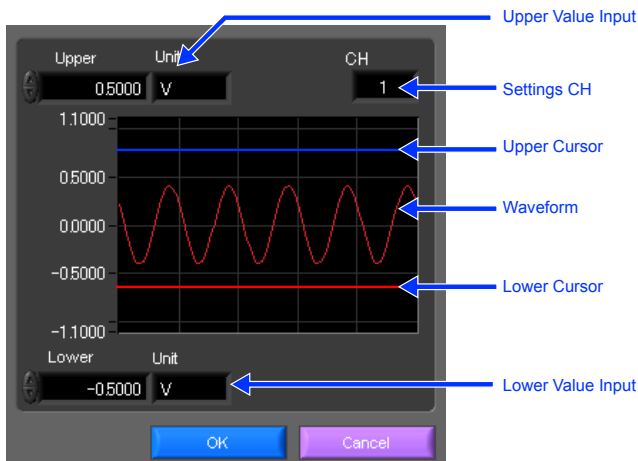 Upper Value Input
Upper Unit CH
0.5000 V 1
Settings CH
1.1000
Upper Cursor
0.5000
Waveform
0.0000
-0.5000
Lower Cursor
-1.1000
Lower Unit
-0.5000 V
Lower Value Input
OK Cancel